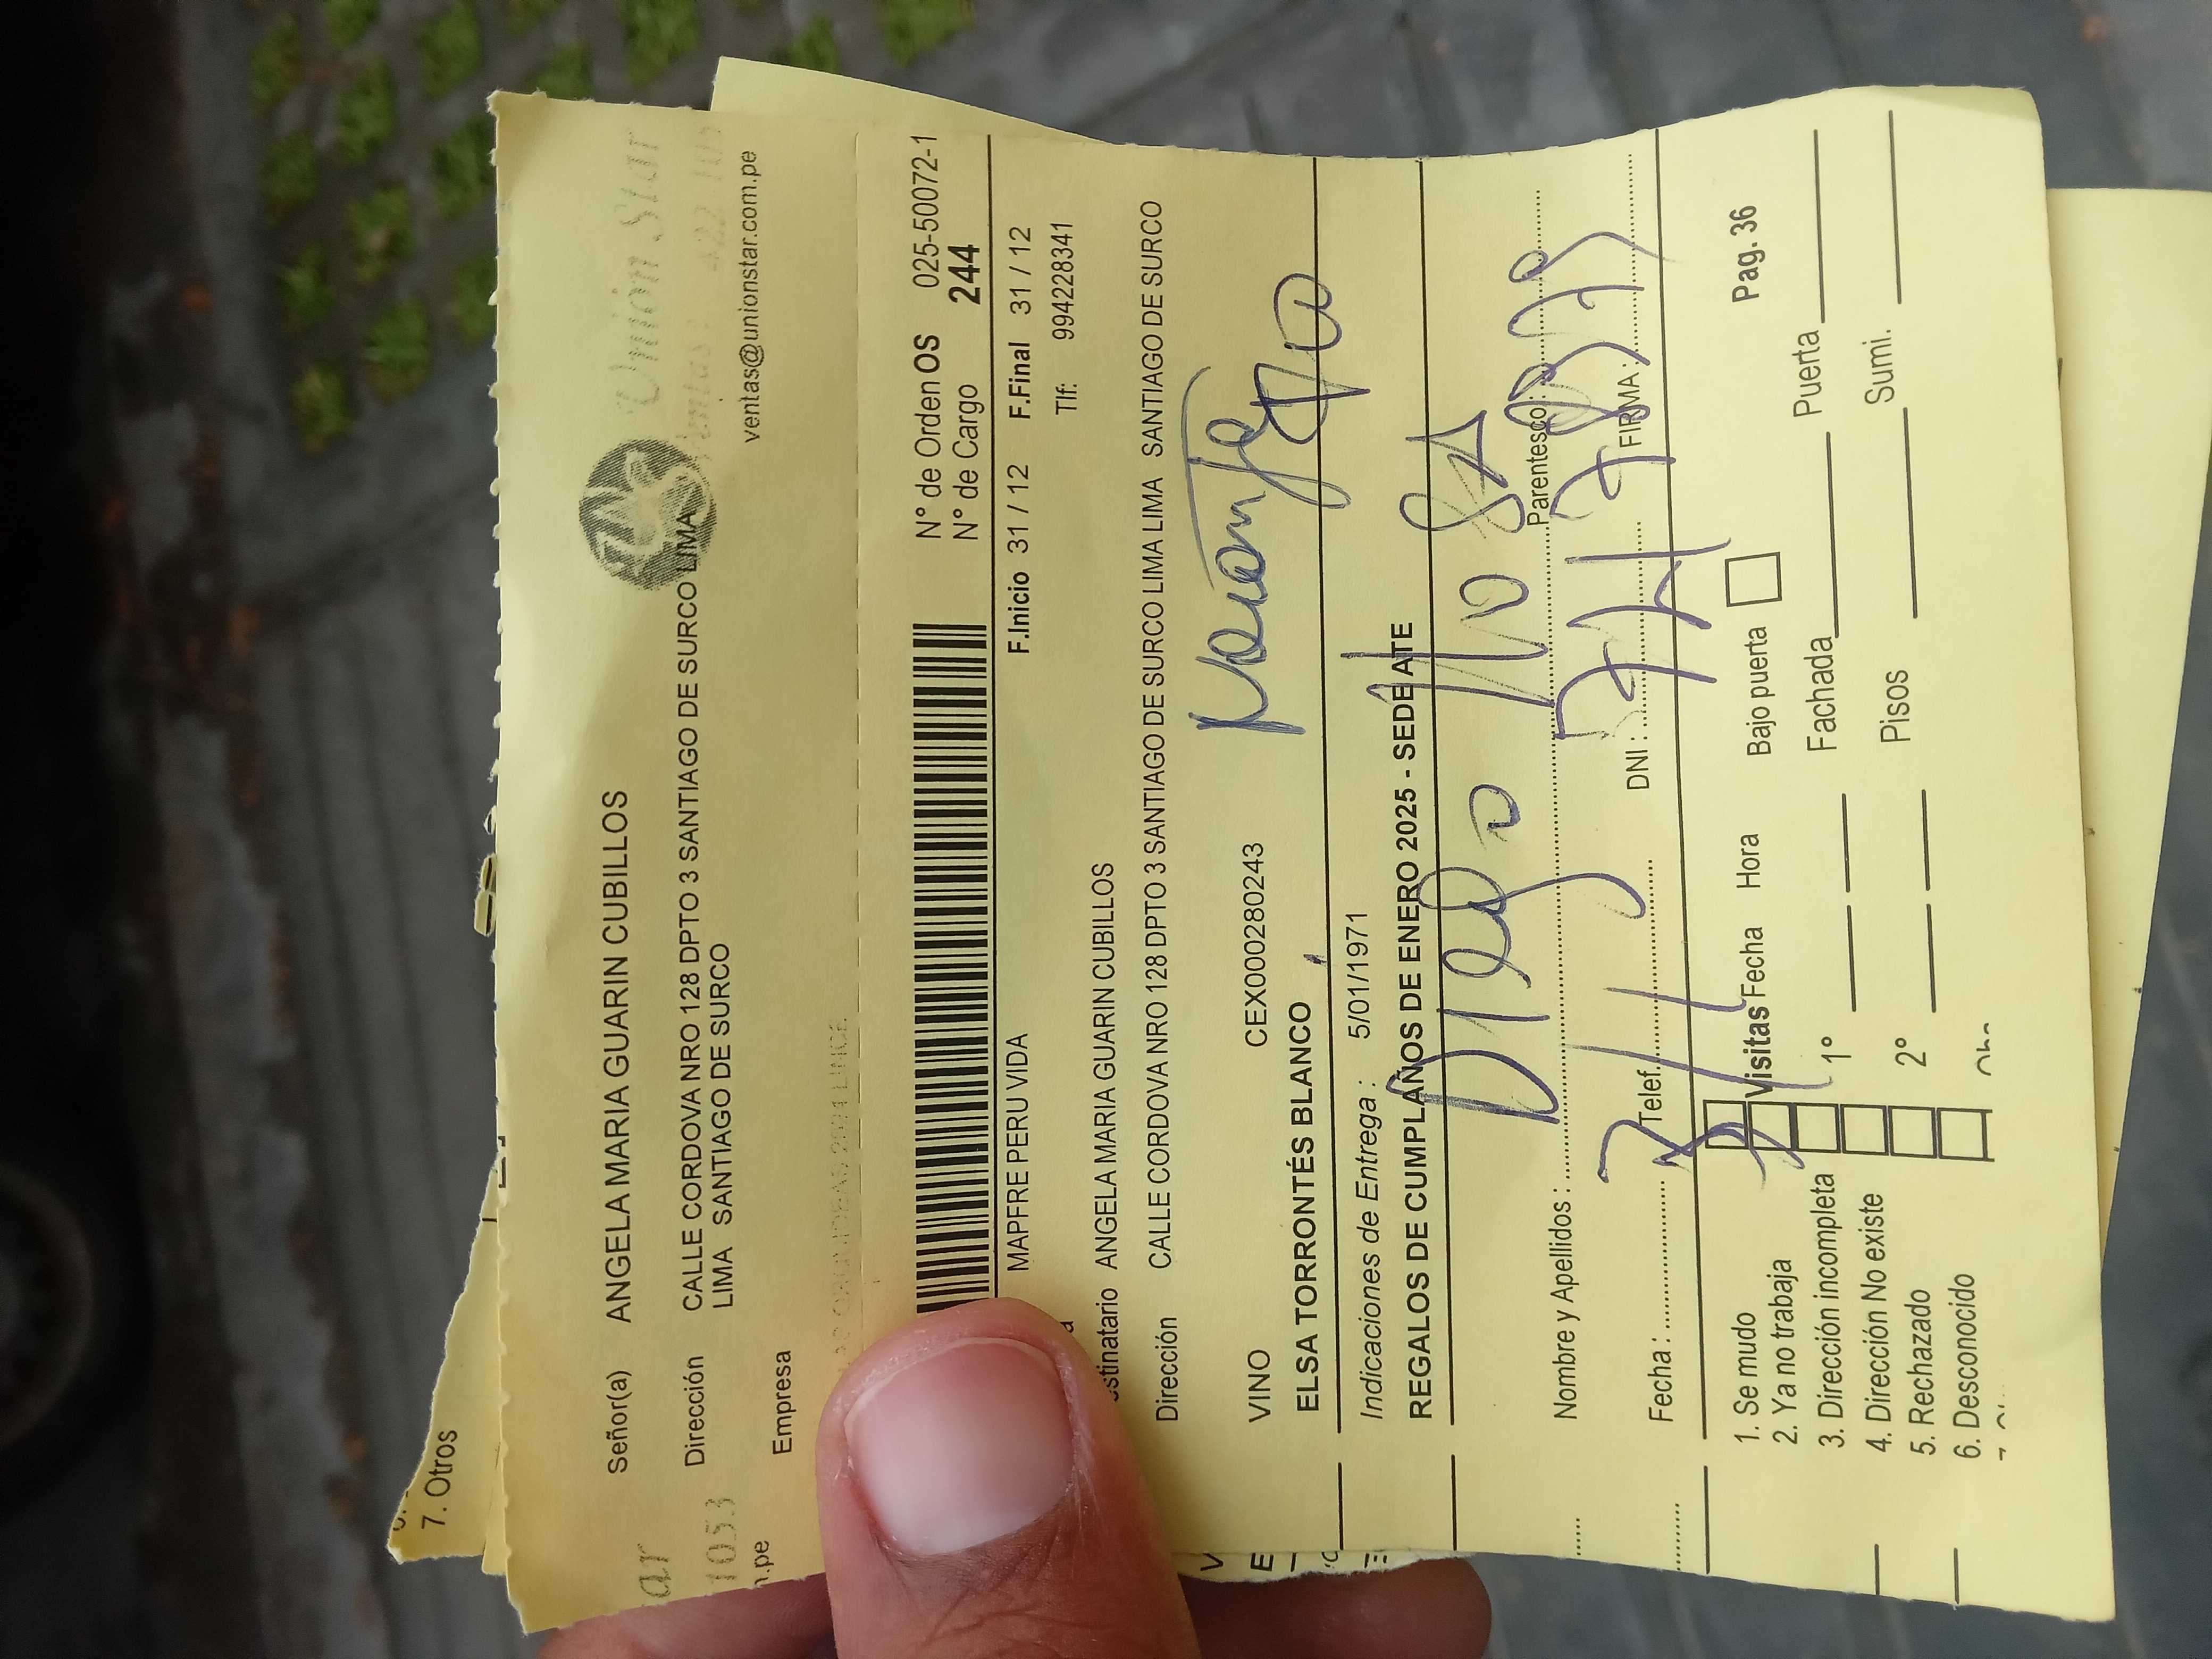 7. Otros
Union Star
Señor(a) ANGELA MARIA GUARIN CUBILLOS
Dirección CALLE CORDOVA NRO 128 DPTO 3 SANTIAGO DE SURCO LIMA
LIMA SANTIAGO DE SURCO
ventas@unionstar.com.pe
Empresa
N° de Orden OS 025-50072-1
N° de Cargo 244
MAPFRE PERU VIDA F.Inicio 31 / 12 F.Final 31 / 12
Tlf: 994228341
stinatario ANGELA MARIA GUARIN CUBILLOS
Dirección CALLE CORDOVA NRO 128 DPTO 3 SANTIAGO DE SURCO LIMA LIMA SANTIAGO DE SURCO
VINO CEX0002802​43
ELSA TORRONTÉS BLANCO
Indicaciones de Entrega : 5/01/1971
REGALOS DE CUMPLAÑOS DE ENERO 2025 - SEDE ATE
Diego
Nombre y Apellidos : Parentesco :
Fecha : Telef. DNI : FIRMA :
1. Se mudo Visitas Fecha Hora Bajo puerta Pag. 36
2. Ya no trabaja
3. Dirección incompleta 1° Fachada Puerta
4. Dirección No existe
5. Rechazado 2° Pisos Sumi.
6. Desconocido